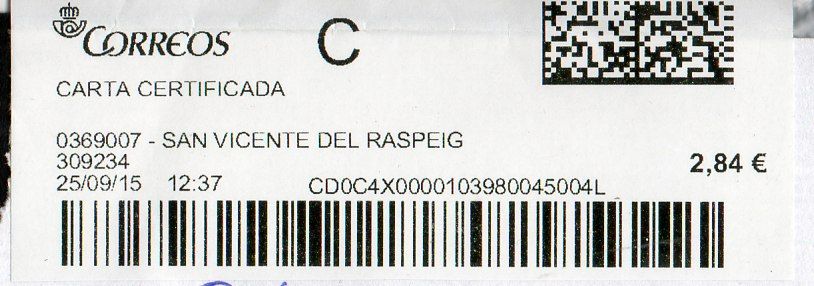 CORREOS
C
CARTA CERTIFICADA
0369007 - SAN VICENTE DEL RASPEIG
309234
2,84 €
25/09/15 12:37 CD0C4X0000103980045004L